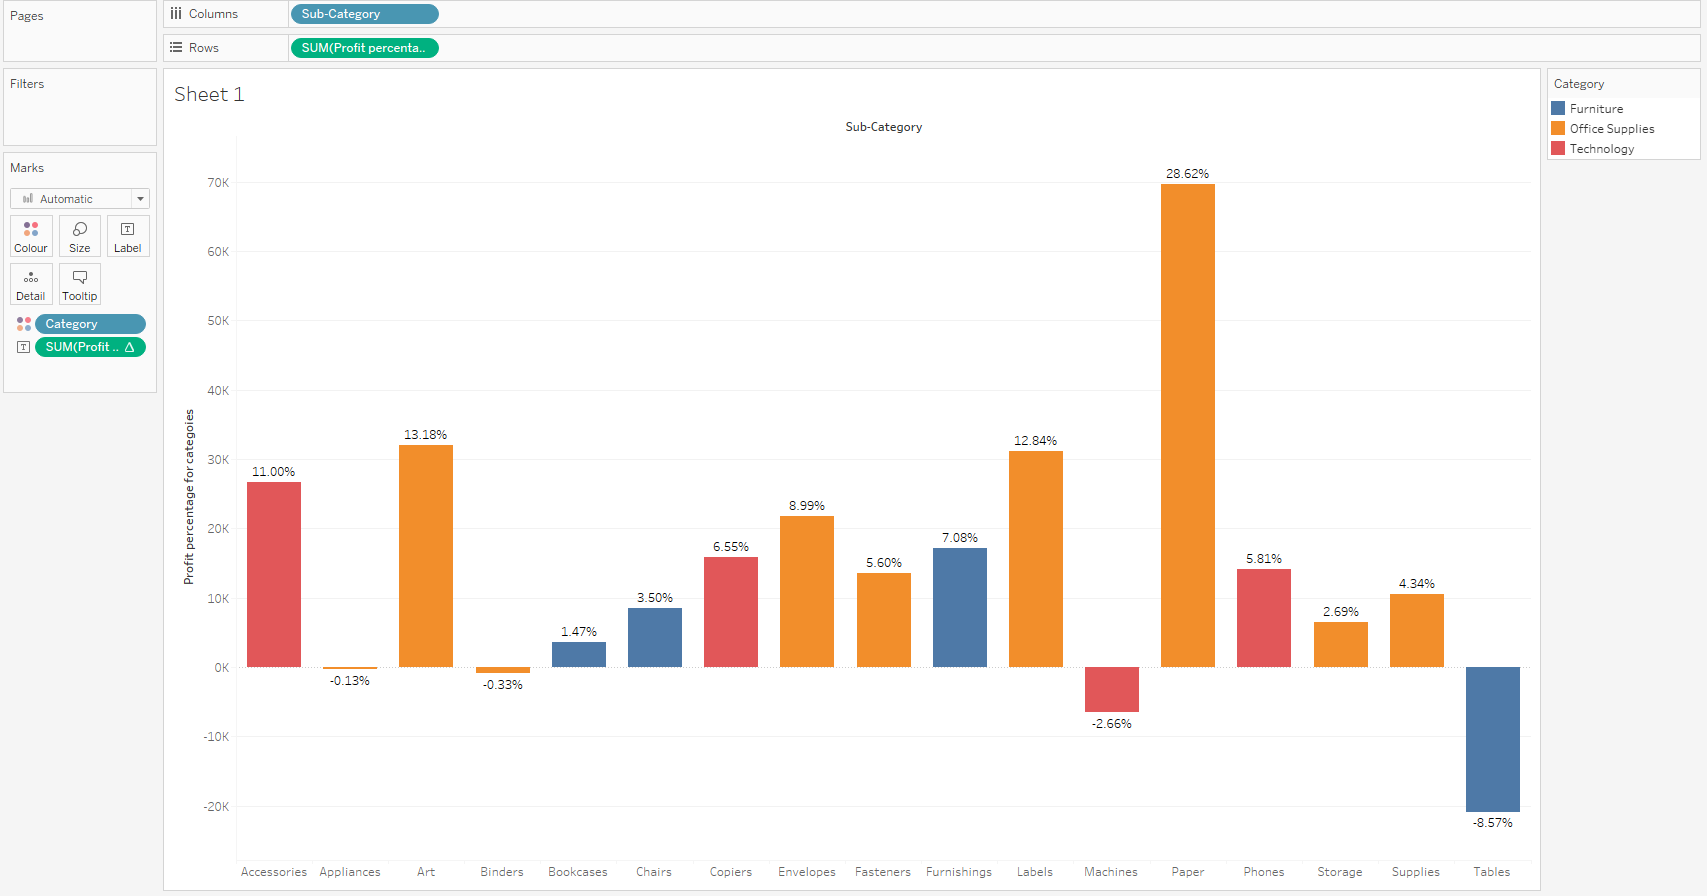 Pages
Columns
Sub-Category
Rows
SUM(Profit percenta..
Filters
Marks
Automatic
Colour
Size
Label
Detail
Tooltip
Category
SUM(Profit ..
Sheet 1
Sub-Category
Profit percentage for categoies
70K
60K
50K
40K
30K
20K
10K
0K
-10K
-20K
11.00%
-0.13%
13.18%
-0.33%
1.47%
3.50%
6.55%
8.99%
5.60%
7.08%
12.84%
-2.66%
28.62%
5.81%
2.69%
4.34%
-8.57%
Accessories Appliances Art Binders Bookcases Chairs Copiers Envelopes Fasteners Furnishings Labels Machines Paper Phones Storage Supplies Tables
Category
Furniture
Office Supplies
Technology